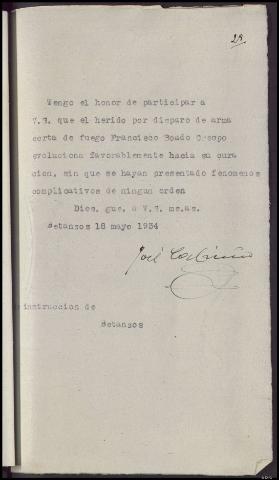 28
Tengo el honor de participar a
V.S. que el herido por disparo de arma
corta de fuego Francisco Boado Crespo
evoluciona favorablemente hacia su cura
cion, sin que se hayan presentado fenomenos
complicativos de ningun orden
Dios. gue. a V.S. ms.as.
Betanzos 18 mayo 1934
José
instruccion de
Betanzos